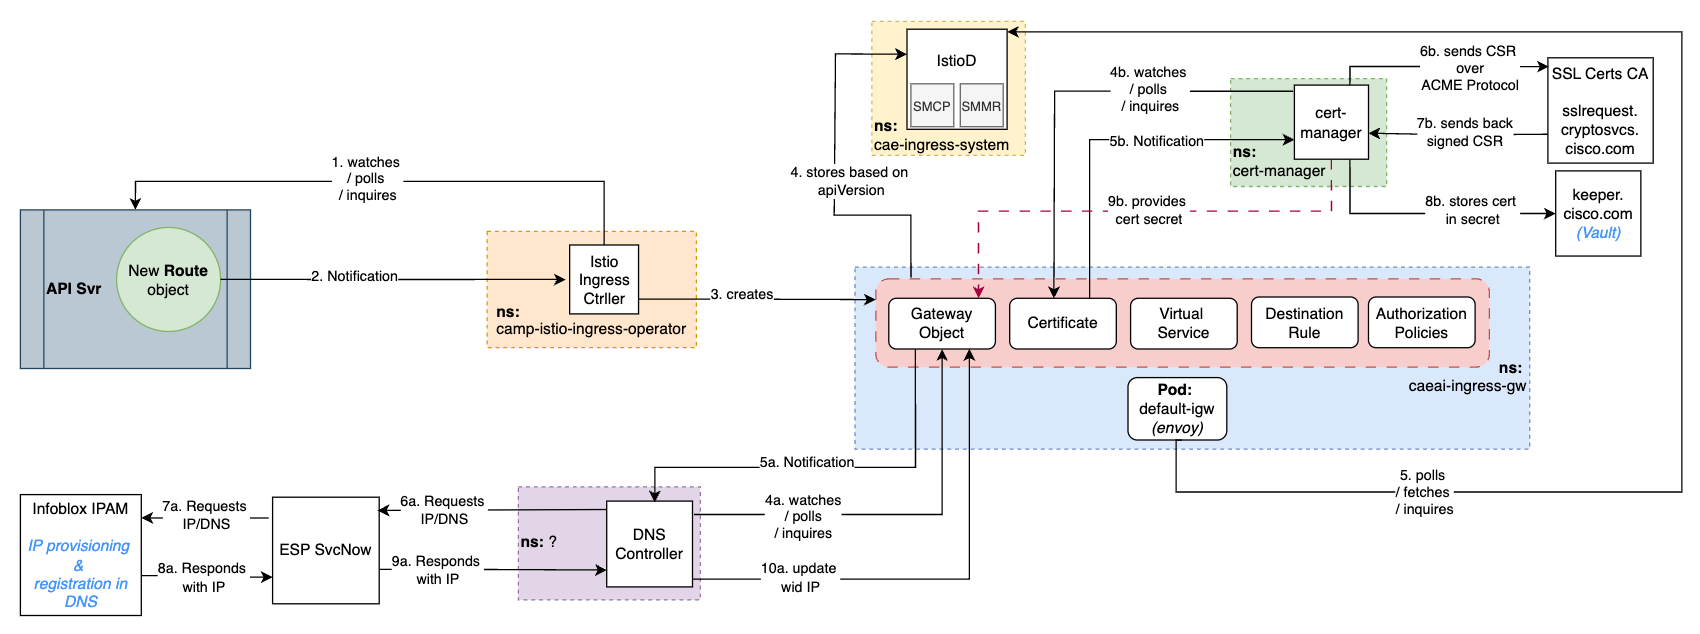 IstioD
SMCP
SMMR
ns:
cae-ingress-system
4b. watches
/ polls
/ inquires
6b. sends CSR
over
ACME Protocol
SSL Certs CA
sslrequest.
cryptosvcs.
cisco.com
cert-
manager
ns:
cert-manager
5b. Notification
7b. sends back
signed CSR
1. watches
/ polls
/ inquires
4. stores based on
apiVersion
9b. provides
cert secret
8b. stores cert
in secret
keeper.
cisco.com
(Vault)
API Svr
New Route
object
2. Notification
Istio
Ingress
Ctrller
ns:
camp-istio-ingress-operator
3. creates
Gateway
Object
Certificate
Virtual
Service
Destination
Rule
Authorization
Policies
ns:
caeai-ingress-gw
Pod:
default-igw
(envoy)
5a. Notification
5. polls
/ fetches
/ inquires
Infoblox IPAM
IP provisioning
&
registration in
DNS
7a. Requests
IP/DNS
8a. Responds
with IP
ESP SvcNow
6a. Requests
IP/DNS
9a. Responds
with IP
ns: ?
DNS
Controller
4a. watches
/ polls
/ inquires
10a. update
wid IP